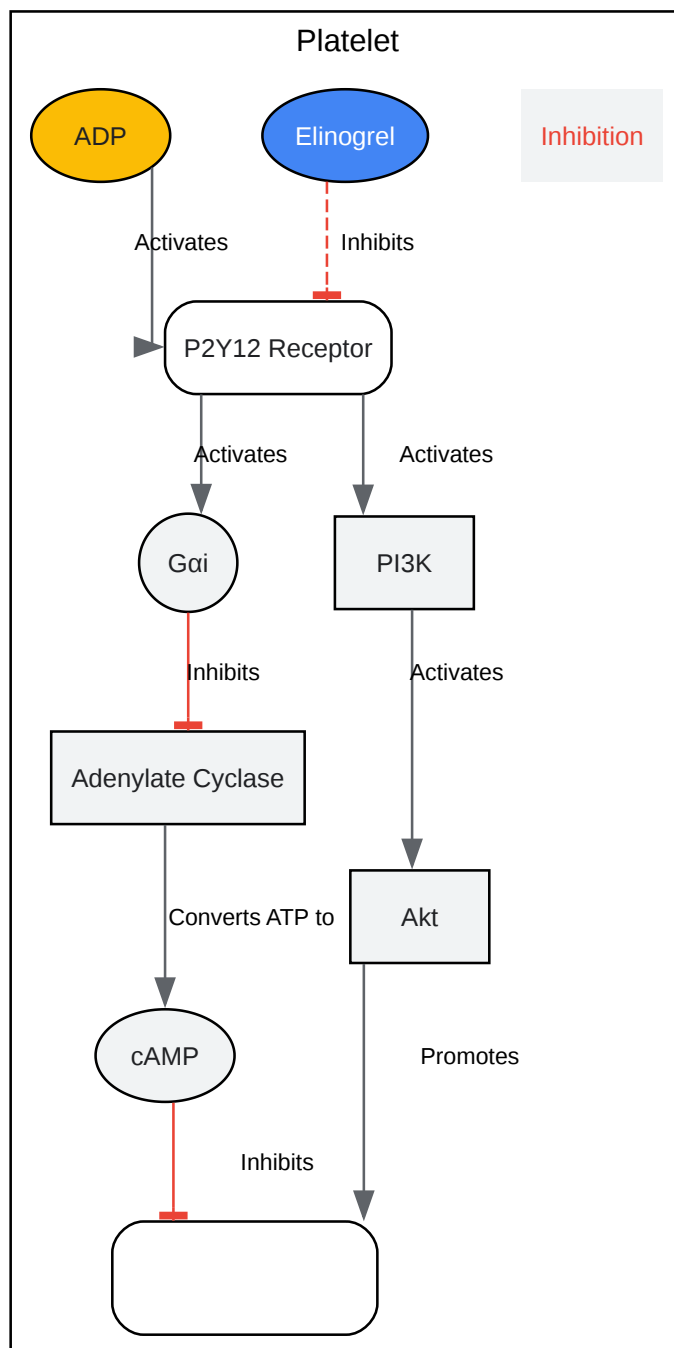 Platelet
ADP
Elinogrel
Inhibition
Activates
Inhibits
P2Y12 Receptor
Activates
Activates
Gαi
PI3K
Inhibits
Activates
Adenylate Cyclase
Converts ATP to
Akt
cAMP
Promotes
Inhibits